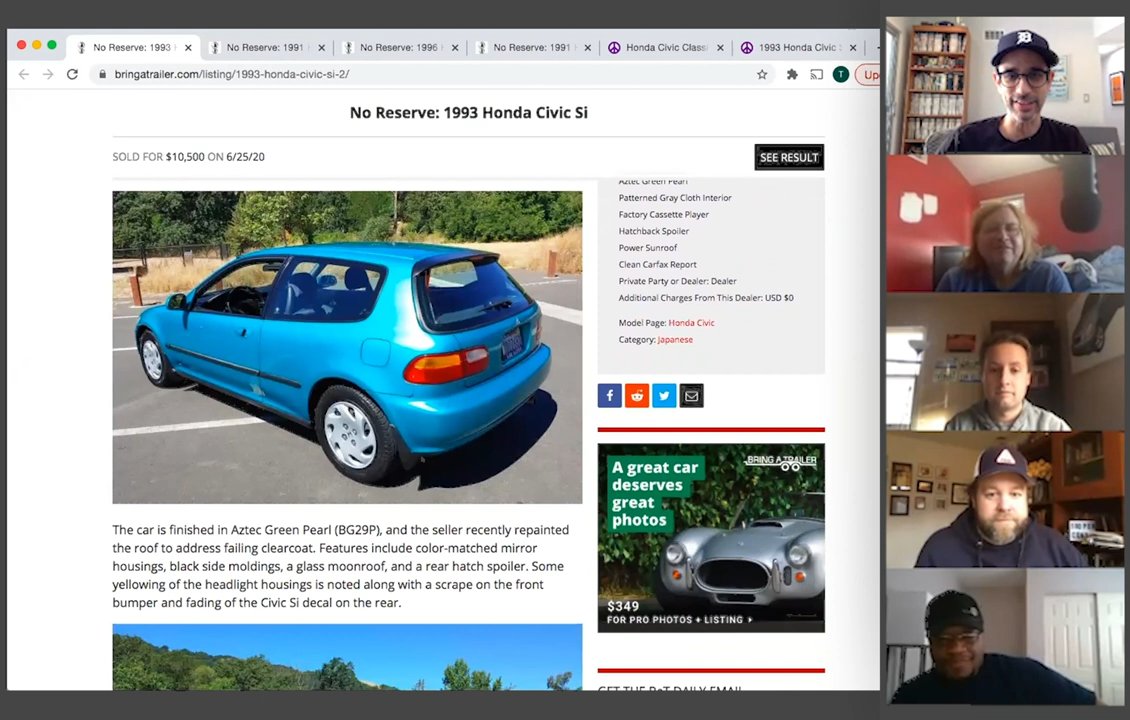 No Reserve: 1993
No Reserve: 1991
No Reserve: 1996
No Reserve: 1991
Honda Civic Class
1993 Honda Civic
bringatrailer.com/listing/1993-honda-civic-si-2/
T
Up
No Reserve: 1993 Honda Civic Si
SOLD FOR $10,500 ON 6/25/20
SEE RESULT
Aztec Green Pearl
Patterned Gray Cloth Interior
Factory Cassette Player
Hatchback Spoiler
Power Sunroof
Clean Carfax Report
Private Party or Dealer: Dealer
Additional Charges From This Dealer: USD $0
Model Page: Honda Civic
Category: Japanese
A great car
deserves
great
photos
BRING A TRAILER
$349
FOR PRO PHOTOS + LISTING
The car is finished in Aztec Green Pearl (BG29P), and the seller recently repainted
the roof to address failing clearcoat. Features include color-matched mirror
housings, black side moldings, a glass moonroof, and a rear hatch spoiler. Some
yellowing of the headlight housings is noted along with a scrape on the front
bumper and fading of the Civic Si decal on the rear.
GET THE BaT DAILY EMAIL